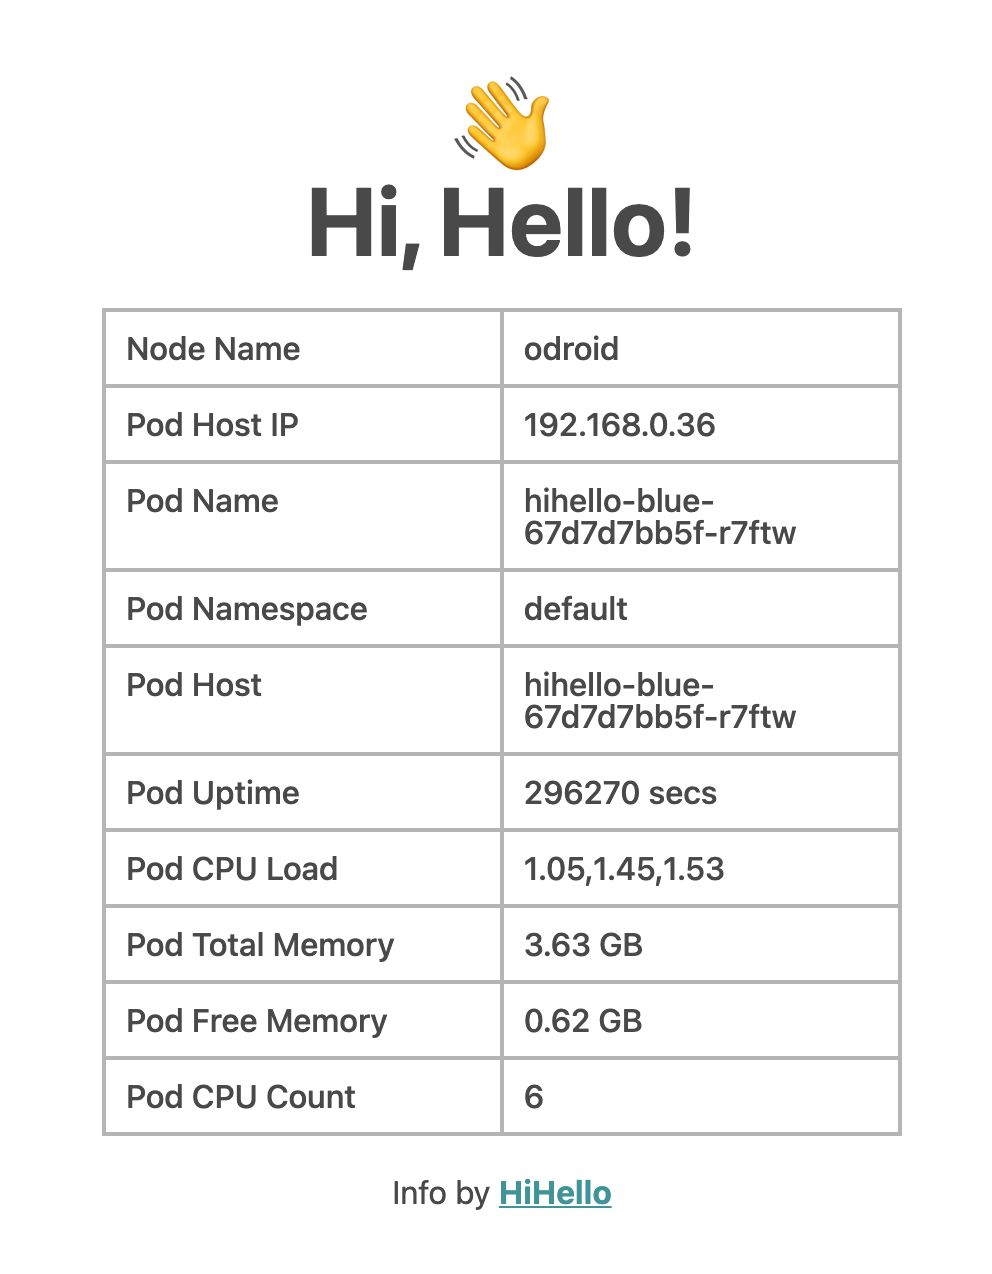 Hi, Hello!
Node Name odroid
Pod Host IP 192.168.0.36
Pod Name hihello-blue-
67d7d7bb5f-r7ftw
Pod Namespace default
Pod Host hihello-blue-
67d7d7bb5f-r7ftw
Pod Uptime 296270 secs
Pod CPU Load 1.05,1.45,1.53
Pod Total Memory 3.63 GB
Pod Free Memory 0.62 GB
Pod CPU Count 6
Info by HiHello